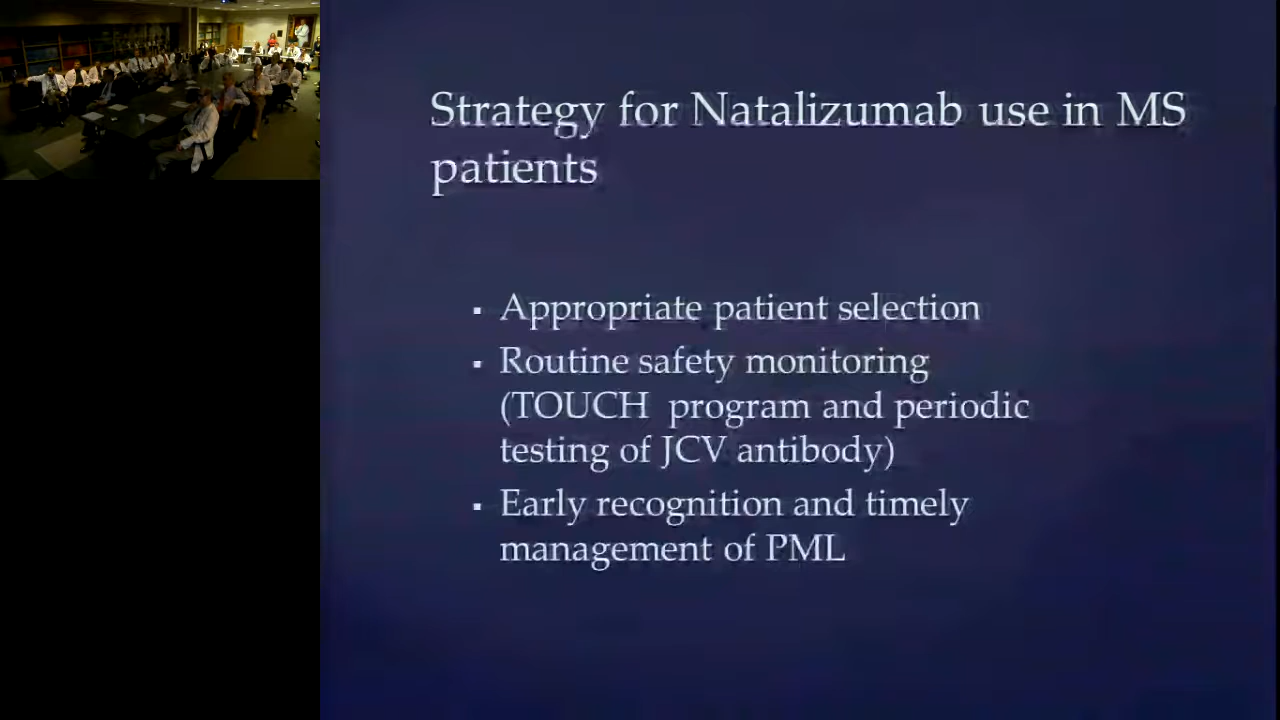 Strategy for Natalizumab use in MS
patients
▪ Appropriate patient selection
▪ Routine safety monitoring
(TOUCH program and periodic
testing of JCV antibody)
▪ Early recognition and timely
management of PML